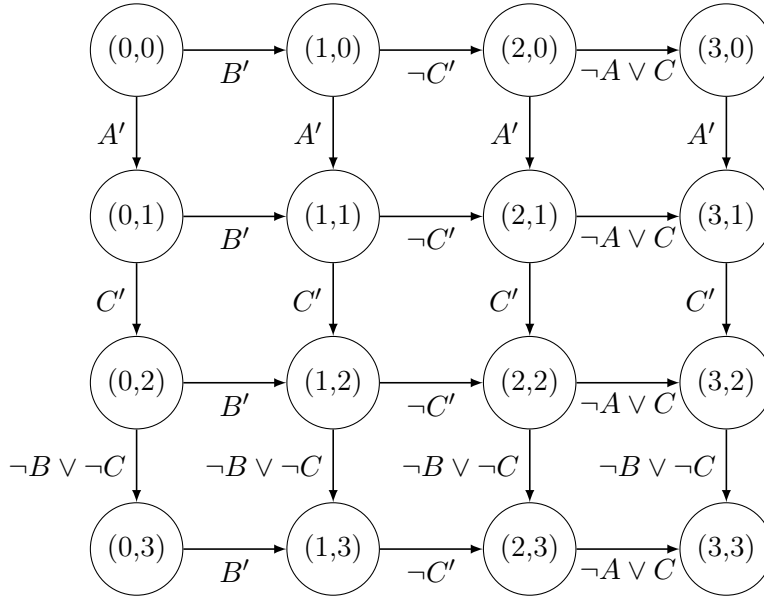 (0,0) (1,0) (2,0) (3,0)
B′ ¬C′ ¬A ∨ C
A′ A′ A′ A′
(0,1) (1,1) (2,1) (3,1)
B′ ¬C′ ¬A ∨ C
C′ C′ C′ C′
(0,2) (1,2) (2,2) (3,2)
B′ ¬C′ ¬A ∨ C
¬B ∨ ¬C ¬B ∨ ¬C ¬B ∨ ¬C ¬B ∨ ¬C
(0,3) (1,3) (2,3) (3,3)
B′ ¬C′ ¬A ∨ C